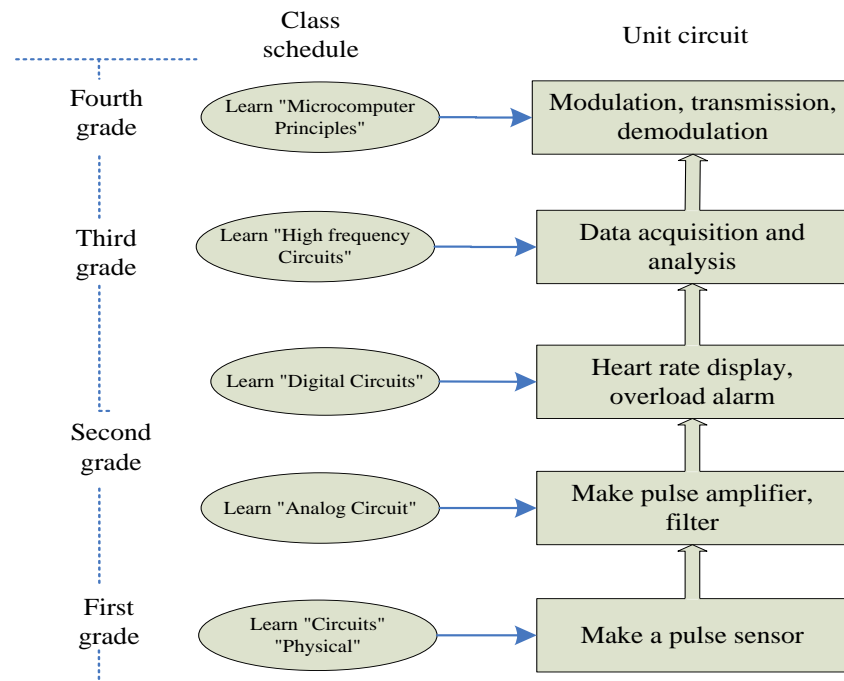 Class
schedule
Unit circuit
Fourth
grade
Learn "Microcomputer
Principles"
Modulation, transmission,
demodulation
Third
grade
Learn "High frequency
Circuits"
Data acquisition and
analysis
Learn "Digital Circuits"
Heart rate display,
overload alarm
Second
grade
Learn "Analog Circuit"
Make pulse amplifier,
filter
First
grade
Learn "Circuits"
"Physical"
Make a pulse sensor